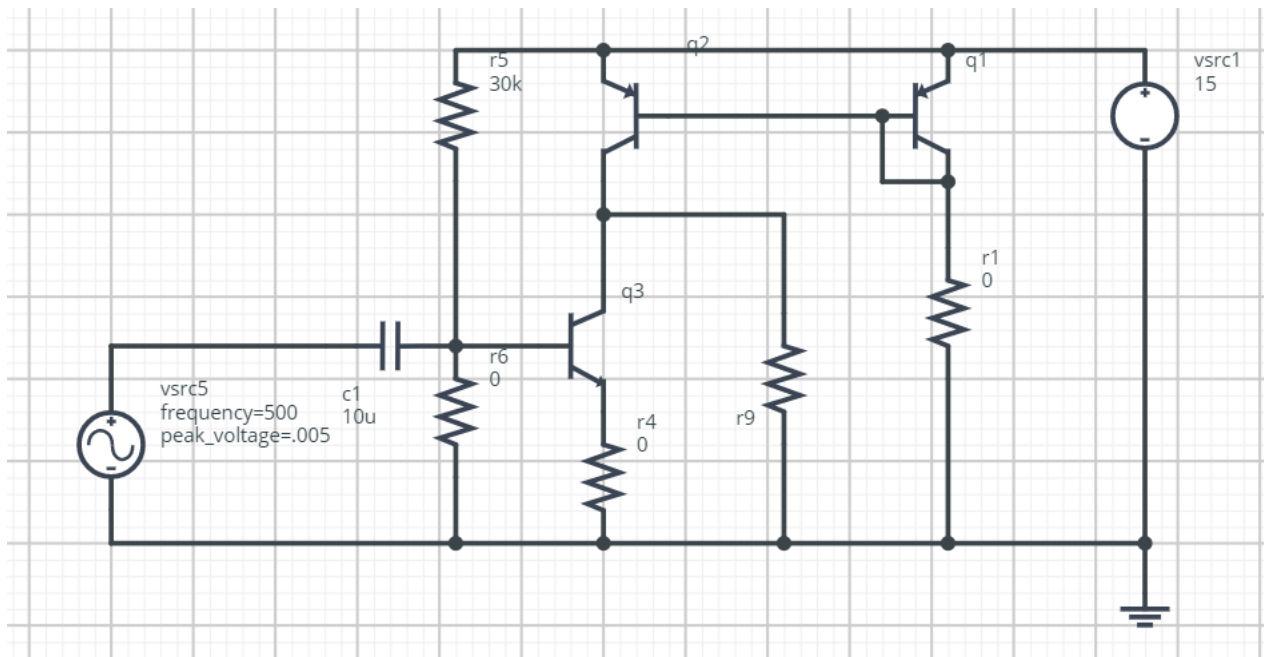 q2
q1
r5
30k
vsrc1
15
r1
0
q3
r6
0
vsrc5
frequency=500
peak_voltage=.005
c1
10u
r4
0
r9